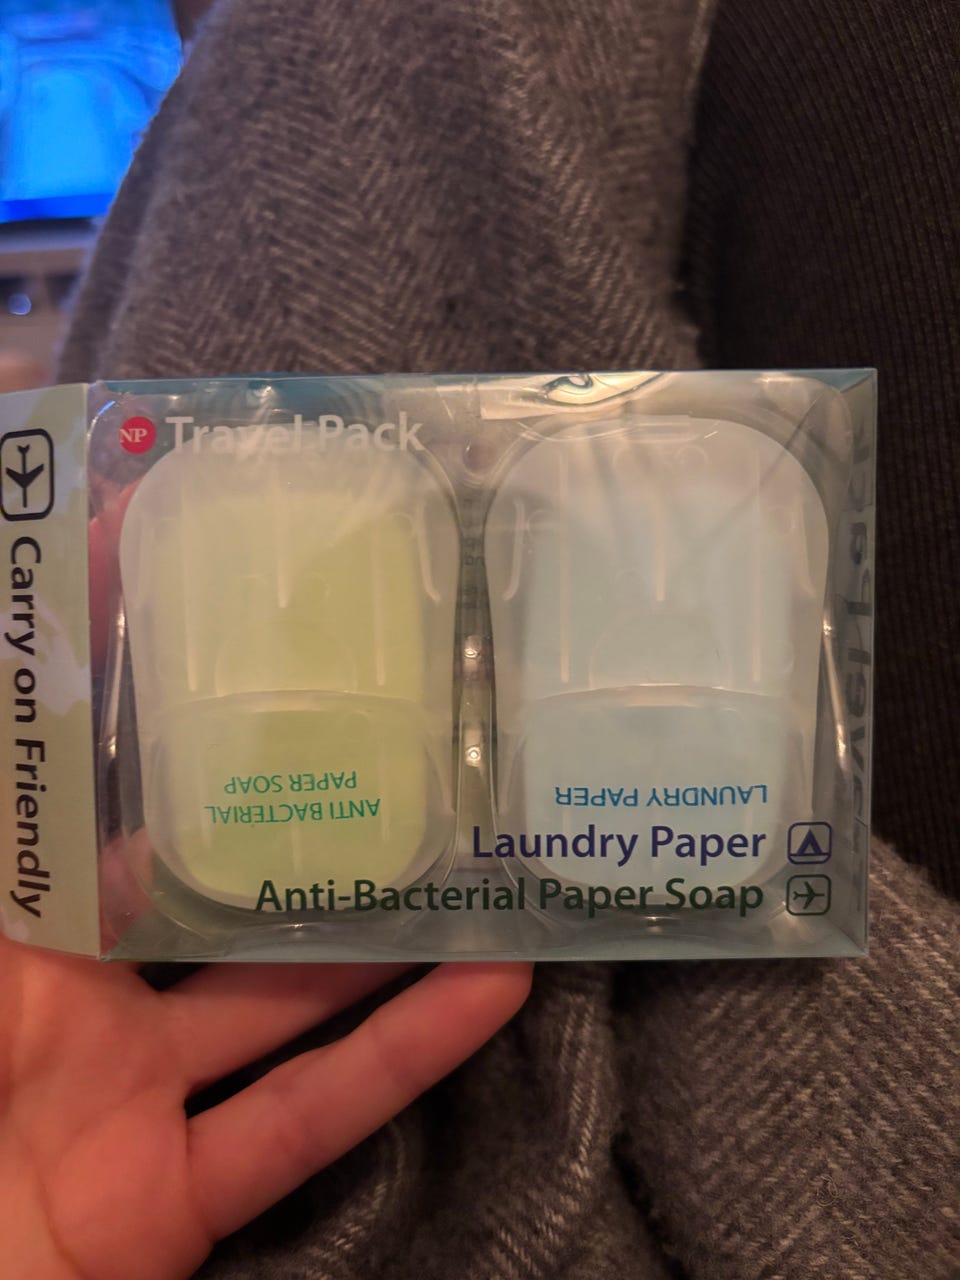 NP Travel Pack
Carry on Friendly
ANTI BACTERIAL
PAPER SOAP
LAUNDRY PAPER
Laundry Paper
Anti-Bacterial Paper Soap